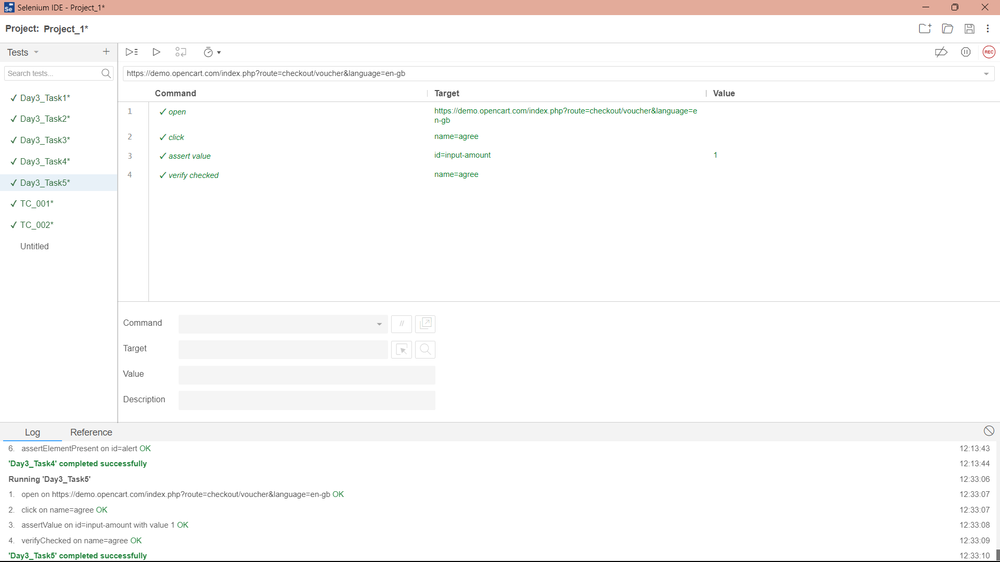 Selenium IDE - Project_1*
Project: Project_1*
Tests
Search tests...
https://demo.opencart.com/index.php?route=checkout/voucher&language=en-gb
REC
Command Target Value
✓ Day3_Task1*
✓ Day3_Task2*
✓ Day3_Task3*
✓ Day3_Task4*
✓ Day3_Task5*
✓ TC_001*
✓ TC_002*
Untitled
1 ✓ open https://demo.opencart.com/index.php?route=checkout/voucher&language=e
n-gb
2 ✓ click name=agree
3 ✓ assert value id=input-amount 1
4 ✓ verify checked name=agree
Command //
Target
Value
Description
Log Reference
6. assertElementPresent on id=alert OK 12:13:43
'Day3_Task4' completed successfully 12:13:44
Running 'Day3_Task5' 12:33:06
1. open on https://demo.opencart.com/index.php?route=checkout/voucher&language=en-gb OK 12:33:07
2. click on name=agree OK 12:33:07
3. assertValue on id=input-amount with value 1 OK 12:33:08
4. verifyChecked on name=agree OK 12:33:09
'Day3_Task5' completed successfully 12:33:10